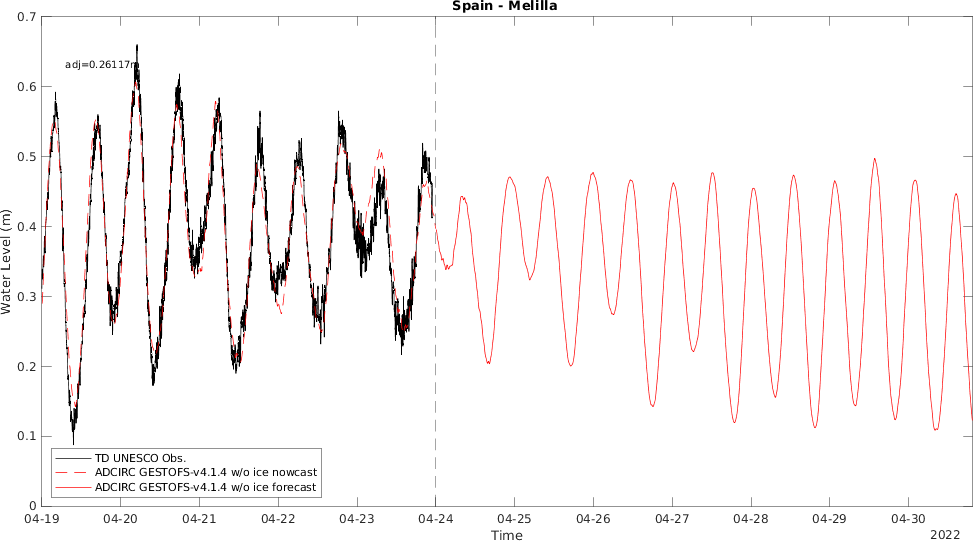 Spain - Melilla
0.7
adj=0.26117m
0.6
0.5
0.4
0.3
0.2
0.1
0
Water Level (m)
TD UNESCO Obs.
ADCIRC GESTOFS-v4.1.4 w/o ice nowcast
ADCIRC GESTOFS-v4.1.4 w/o ice forecast
04-19 04-20 04-21 04-22 04-23 04-24 04-25 04-26 04-27 04-28 04-29 04-30
Time
2022